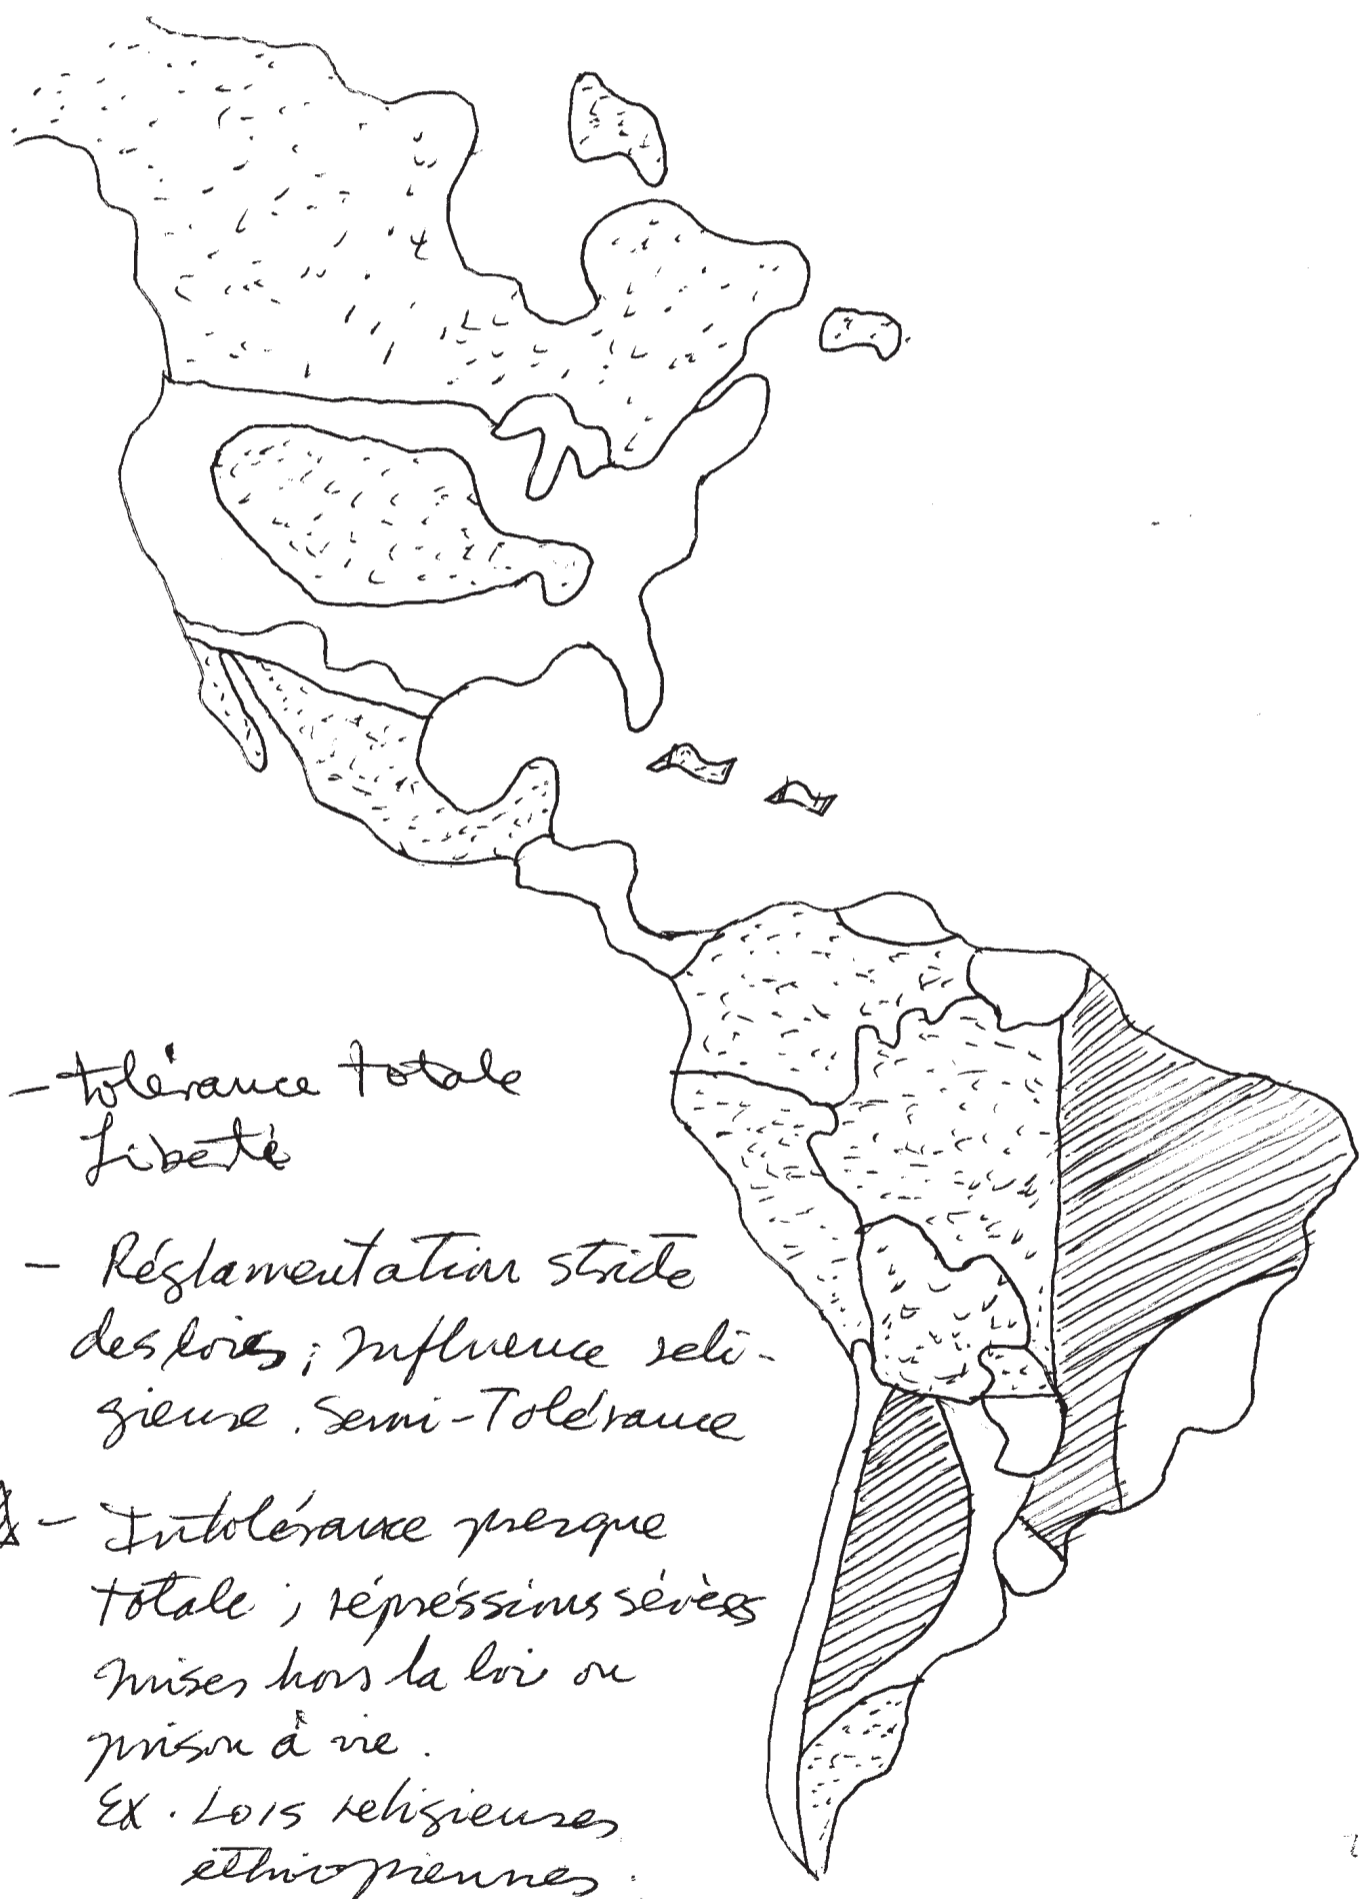 - tolérance totale
Liberté
- Réglamentation stricte
des lois ; influence reli-
gieuse . Semi-Tolérance
- Intolérance presque
totale ; répréssions sévères
mises hors la loi ou
prison à vie .
Ex . Lois religieuses
éthiopiennes .